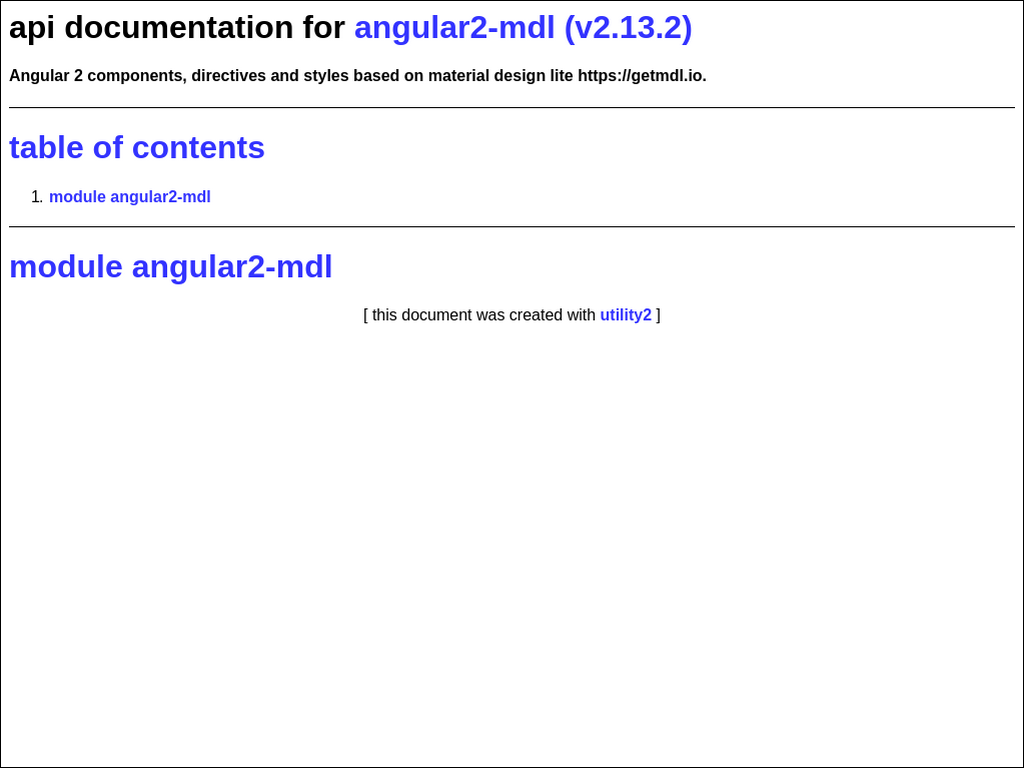 api documentation for angular2-mdl (v2.13.2)
Angular 2 components, directives and styles based on material design lite https://getmdl.io.
table of contents
1. module angular2-mdl
module angular2-mdl
[ this document was created with utility2 ]